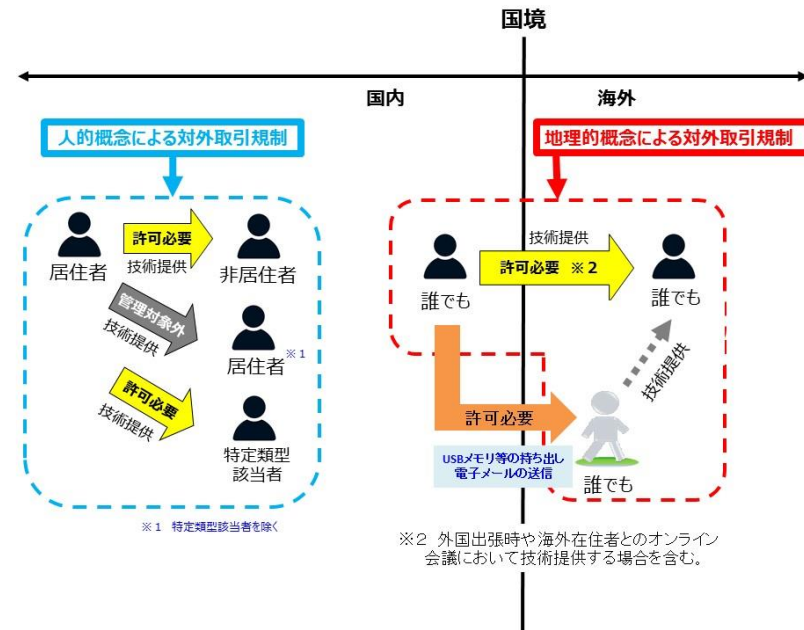 国境
国内
海外
人的概念による対外取引規制
地理的概念による対外取引規制
居住者
許可必要
技術提供
非居住者
管理対象外
技術提供
居住者
※1
許可必要
技術提供
特定類型
該当者
※1 特定類型該当者を除く
誰でも
技術提供
許可必要 ※2
誰でも
技術提供
許可必要
USBメモリ等の持ち出し
電子メールの送信
誰でも
※2 外国出張時や海外在住者とのオンライン
会議において技術提供する場合を含む。